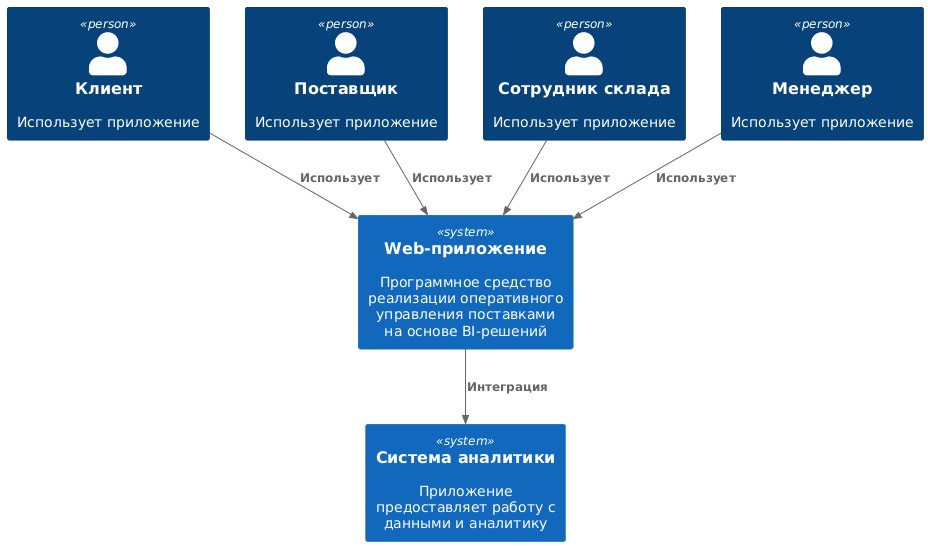 «person»
Клиент
Использует приложение
«person»
Поставщик
Использует приложение
«person»
Сотрудник склада
Использует приложение
«person»
Менеджер
Использует приложение
Использует
Использует
Использует
Использует
«system»
Web-приложение
Программное средство
реализации оперативного
управления поставками
на основе BI-решений
Интеграция
«system»
Система аналитики
Приложение
предоставляет работу с
данными и аналитику